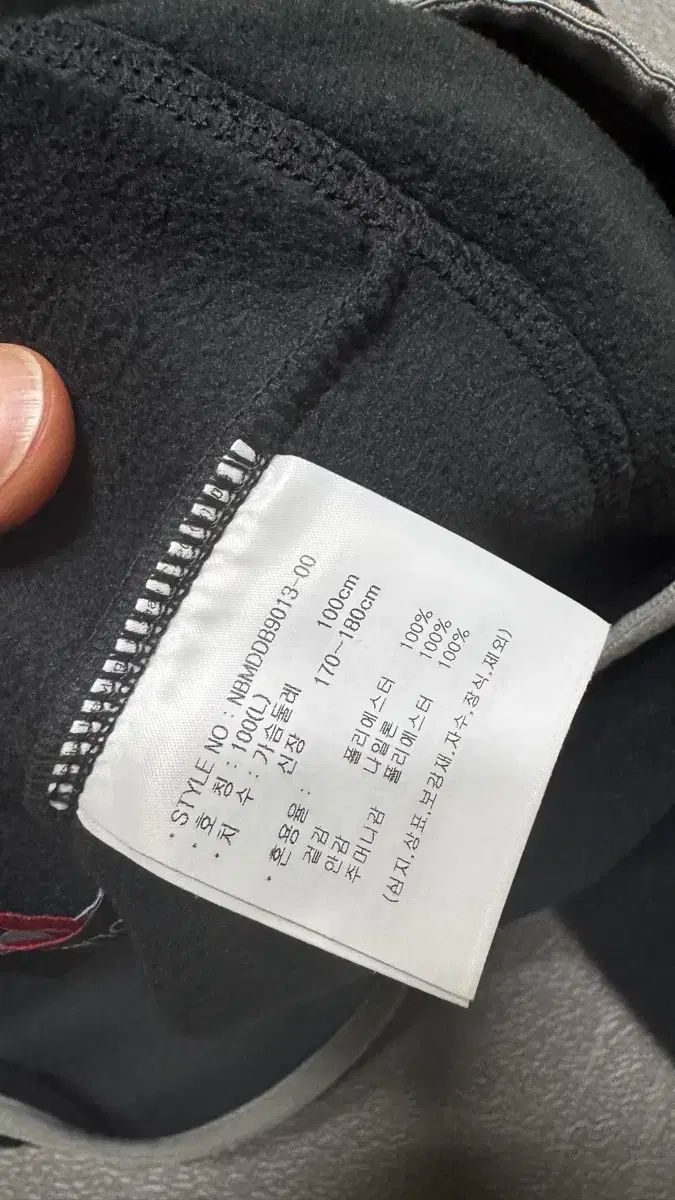 · STYLE NO : NBMDDB9013-00
· 호 칭 : 100(L)
· 치 수 : 가슴둘레 100cm
신장 170~180cm
· 혼용율 :
겉감 폴리에스터 100%
안감 나일론 100%
주머니감 폴리에스터 100%
(심지,상표,보강재,자수,장식,제외)